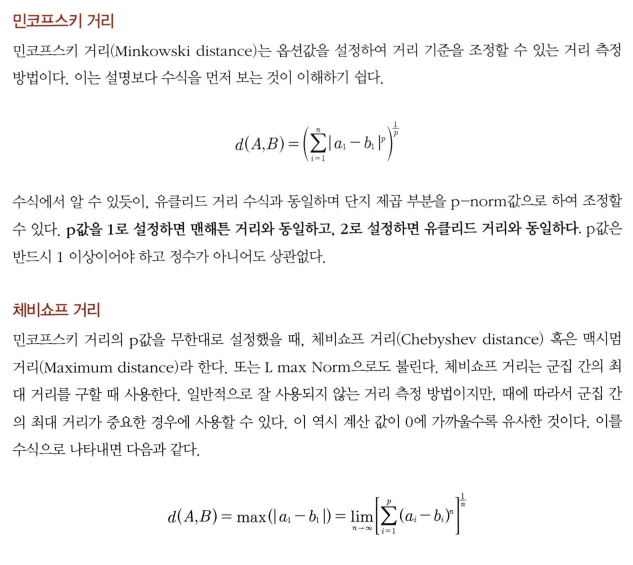 민코프스키 거리
민코프스키 거리(Minkowski distance)는 옵션값을 설정하여 거리 기준을 조정할 수 있는 거리 측정
방법이다. 이는 설명보다 수식을 먼저 보는 것이 이해하기 쉽다.
d(A,B)=(∑_{i=1}^{n}|a₁−b₁|^p)^{1/p}
수식에서 알 수 있듯이, 유클리드 거리 수식과 동일하며 단지 제곱 부분을 p−norm값으로 하여 조정할
수 있다. p값을 1로 설정하면 맨해튼 거리와 동일하고, 2로 설정하면 유클리드 거리와 동일하다. p값은
반드시 1 이상이어야 하고 정수가 아니어도 상관없다.
체비쇼프 거리
민코프스키 거리의 p값을 무한대로 설정했을 때, 체비쇼프 거리(Chebyshev distance) 혹은 맥시멈
거리(Maximum distance)라 한다. 또는 L max Norm으로도 불린다. 체비쇼프 거리는 군집 간의 최
대 거리를 구할 때 사용한다. 일반적으로 잘 사용되지 않는 거리 측정 방법이지만, 때에 따라서 군집 간
의 최대 거리가 중요한 경우에 사용할 수 있다. 이 역시 계산 값이 0에 가까울수록 유사한 것이다. 이를
수식으로 나타내면 다음과 같다.
d(A,B)=max(|a₁−b₁|)=lim_{n→∞}[∑_{i=1}^{p}(a_i−b_i)^n]^{1/n}